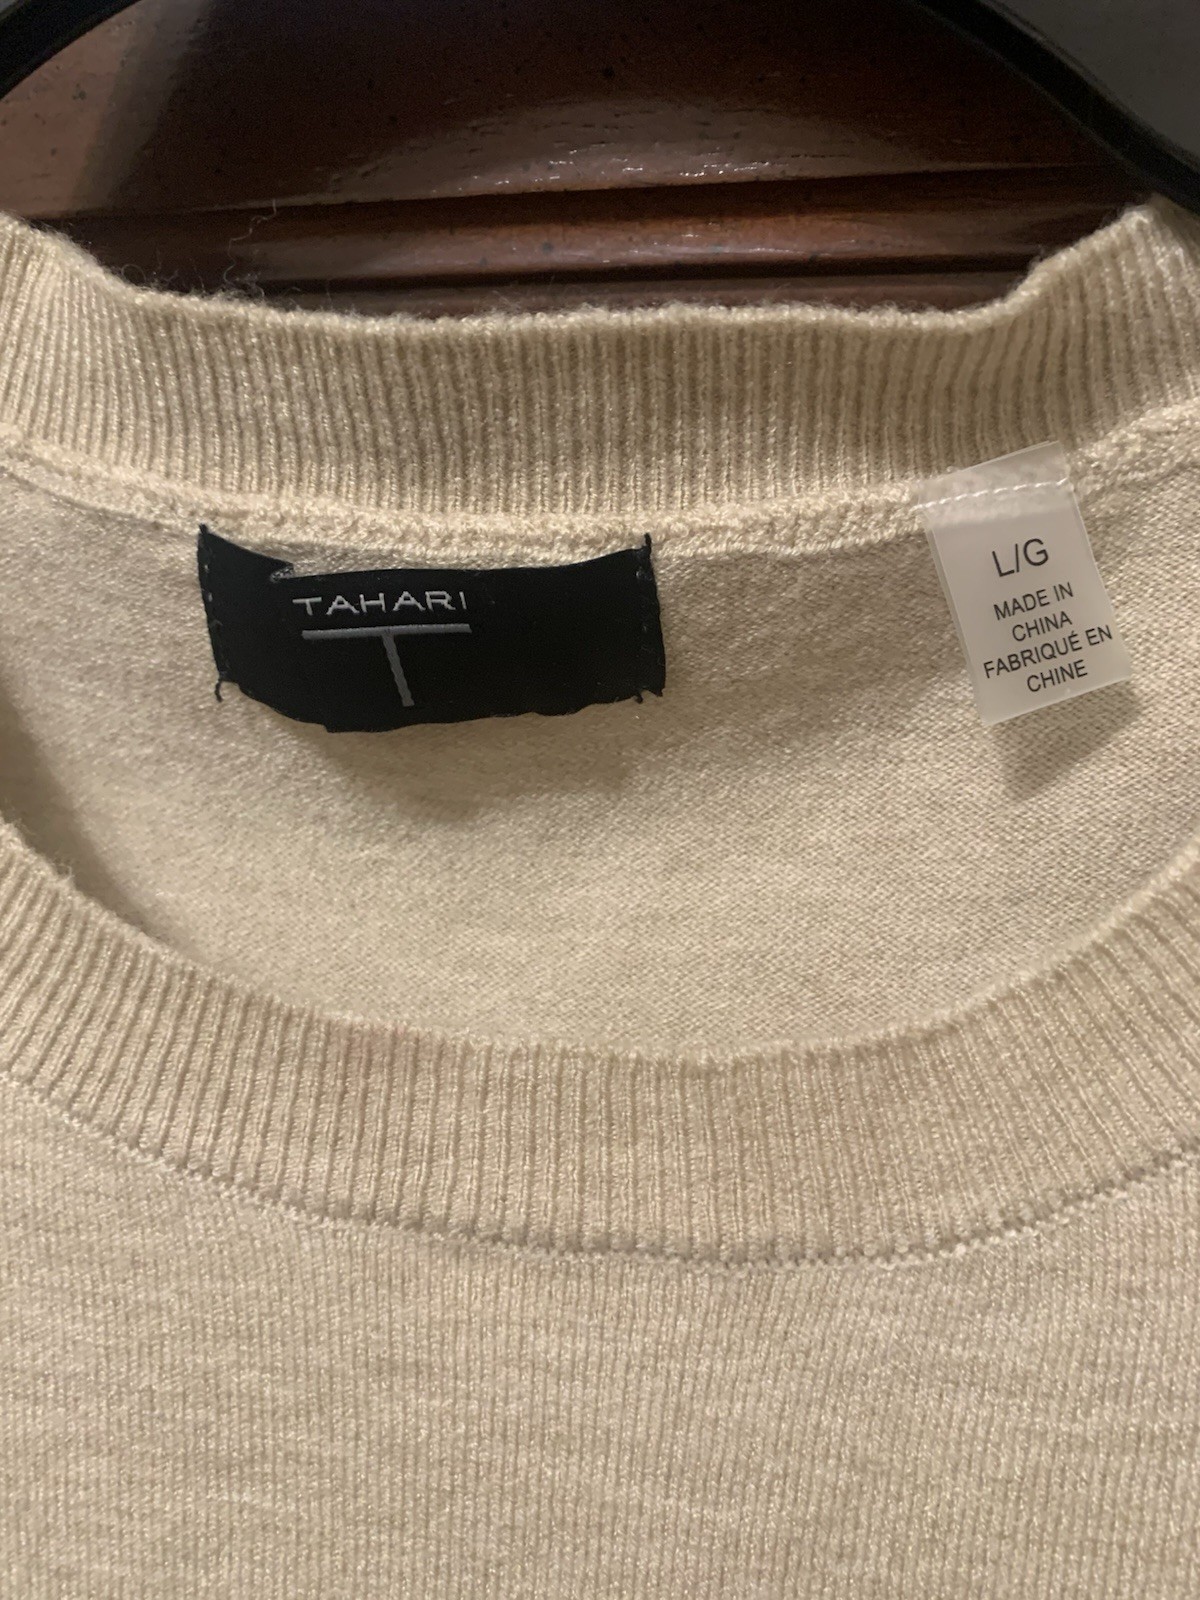 TAHARI
T
L/G
MADE IN
CHINA
FABRIQUÉ EN
CHINE